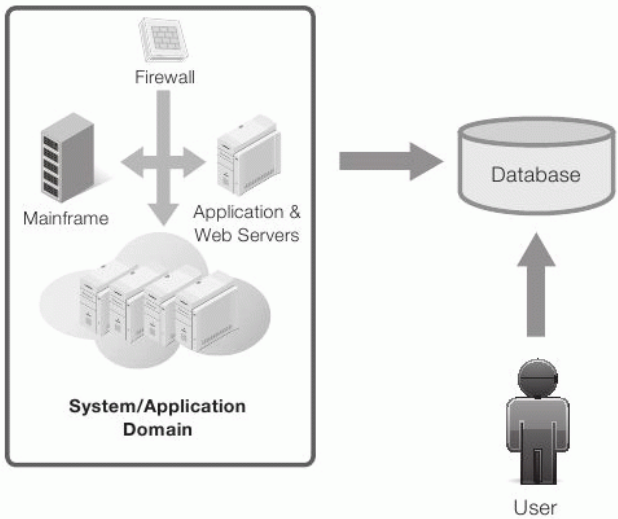 Firewall
Mainframe
Application &
Web Servers
System/Application
Domain
Database
User